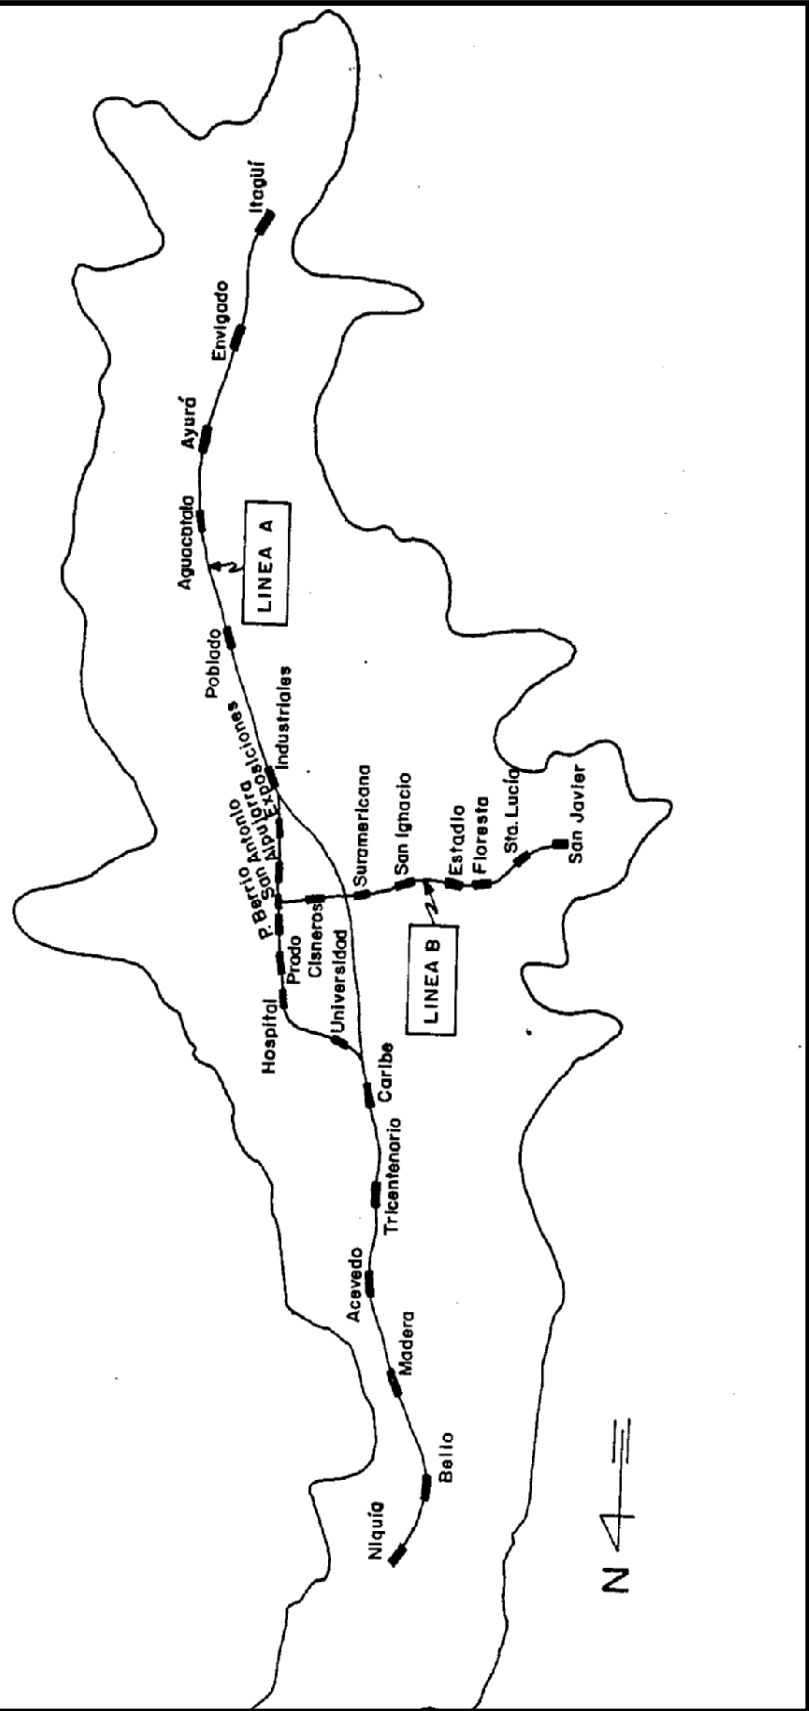 Itagüí
Envigado
Ayurá
Aguacatala
LINEA A
Poblado
Industriales
Exposiciones
Alpujarra
San Antonio
P. Berrio
Prado
Hospital
Universidad
Cisneros
Suramericana
San Ignacio
Estadio
Floresta
Sta. Lucía
San Javier
LINEA B
Caribe
Tricentenario
Acevedo
Madera
Bello
Niquía
N